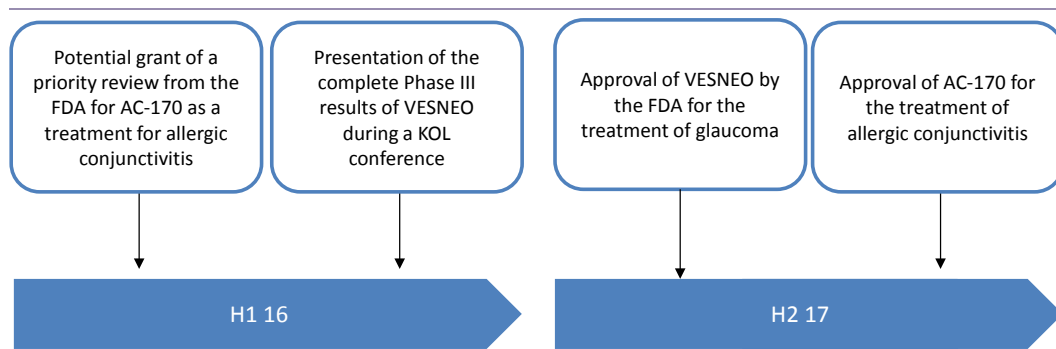 Potential grant of a
priority review from the
FDA for AC-170 as a
treatment for allergic
conjunctivitis
Presentation of the
complete Phase III
results of VESNEO
during a KOL
conference
Approval of VESNEO by
the FDA for the
treatment of glaucoma
Approval of AC-170 for
the treatment of
allergic conjunctivitis
H1 16
H2 17